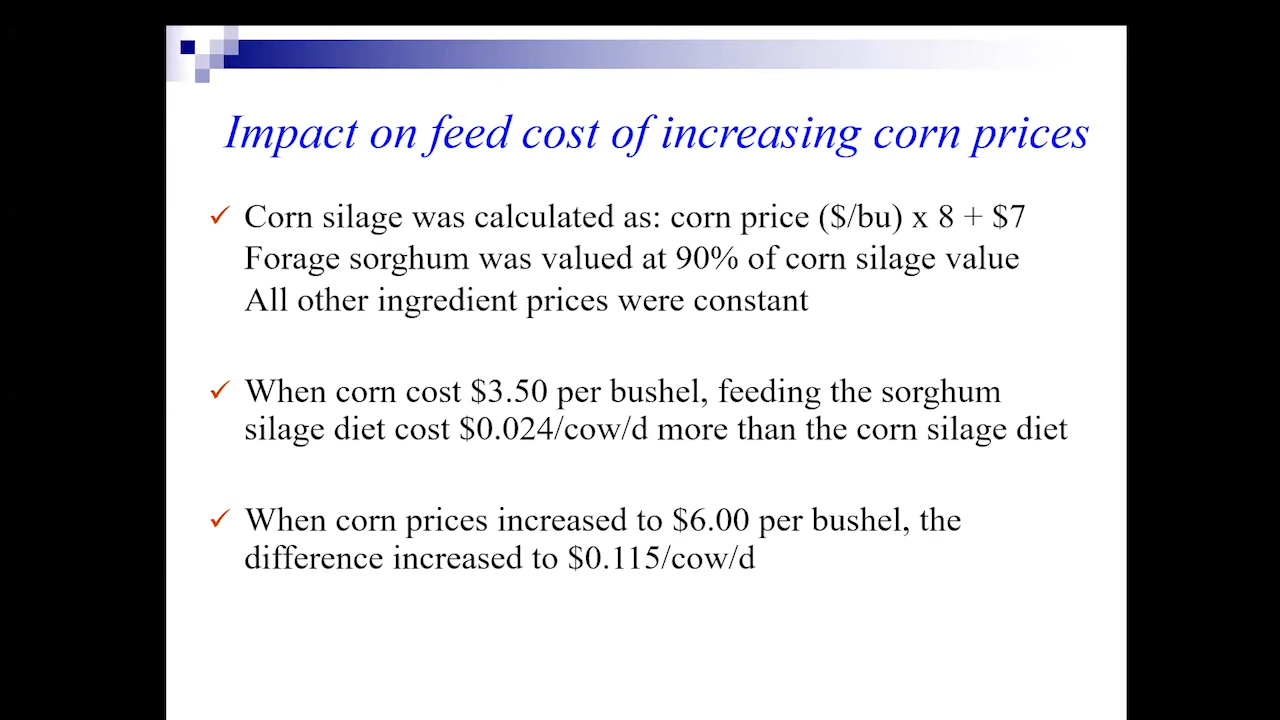 Impact on feed cost of increasing corn prices
✓ Corn silage was calculated as: corn price ($/bu) x 8 + $7
Forage sorghum was valued at 90% of corn silage value
All other ingredient prices were constant
✓ When corn cost $3.50 per bushel, feeding the sorghum
silage diet cost $0.024/cow/d more than the corn silage diet
✓ When corn prices increased to $6.00 per bushel, the
difference increased to $0.115/cow/d